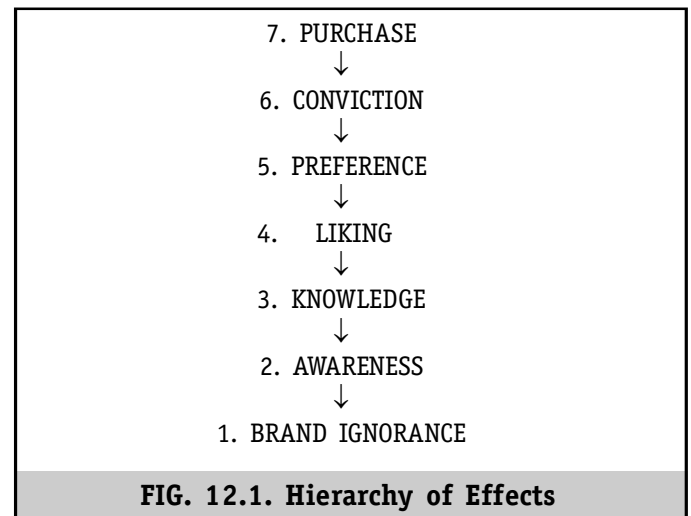 7. PURCHASE
↓
6. CONVICTION
↓
5. PREFERENCE
↓
4. LIKING
↓
3. KNOWLEDGE
↓
2. AWARENESS
↓
1. BRAND IGNORANCE
FIG. 12.1. Hierarchy of Effects